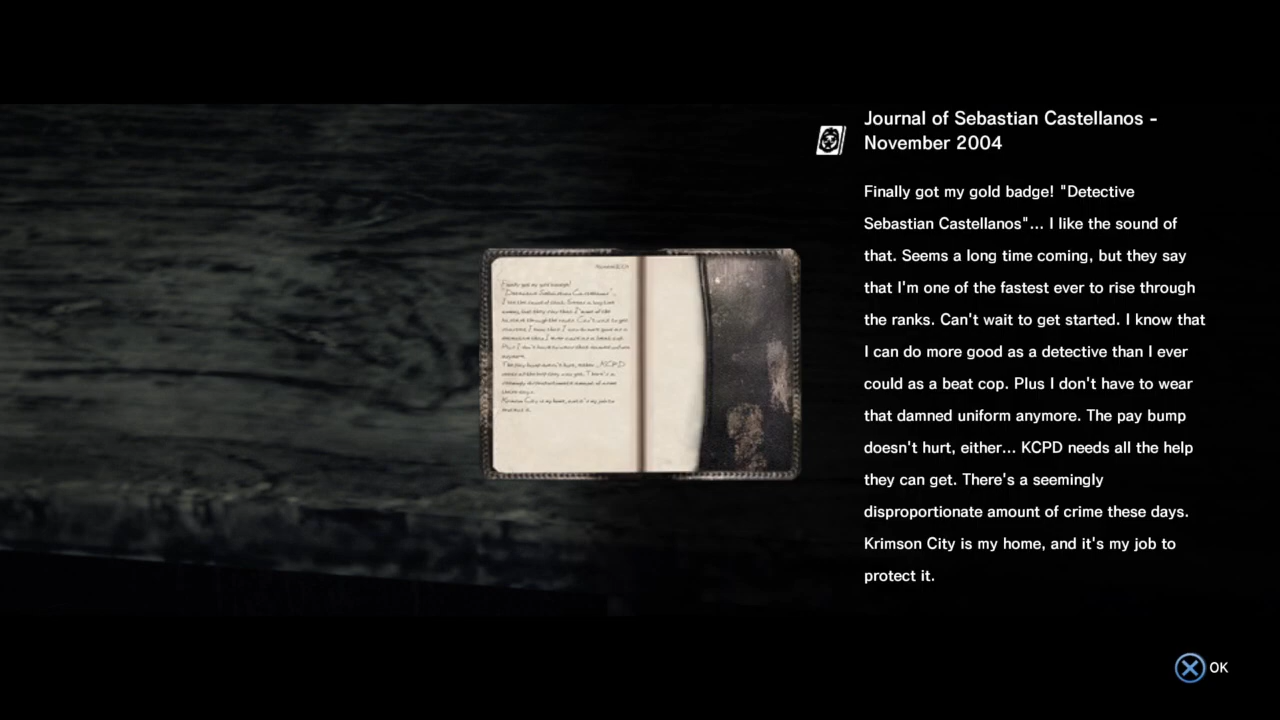 Journal of Sebastian Castellanos -
November 2004
Finally got my gold badge! "Detective
Sebastian Castellanos"... I like the sound of
that. Seems a long time coming, but they say
that I'm one of the fastest ever to rise through
the ranks. Can't wait to get started. I know that
I can do more good as a detective than I ever
could as a beat cop. Plus I don't have to wear
that damned uniform anymore. The pay bump
doesn't hurt, either... KCPD needs all the help
they can get. There's a seemingly
disproportionate amount of crime these days.
Krimson City is my home, and it's my job to
protect it.
OK